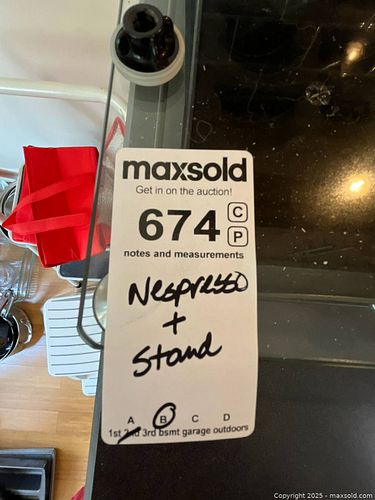 maxsold
Get in on the auction!
674 C
P
notes and measurements
Nespresso
+
Stand
A B C D
1st 2nd 3rd bsmt garage outdoors
Copyright 2025 - maxsold.com